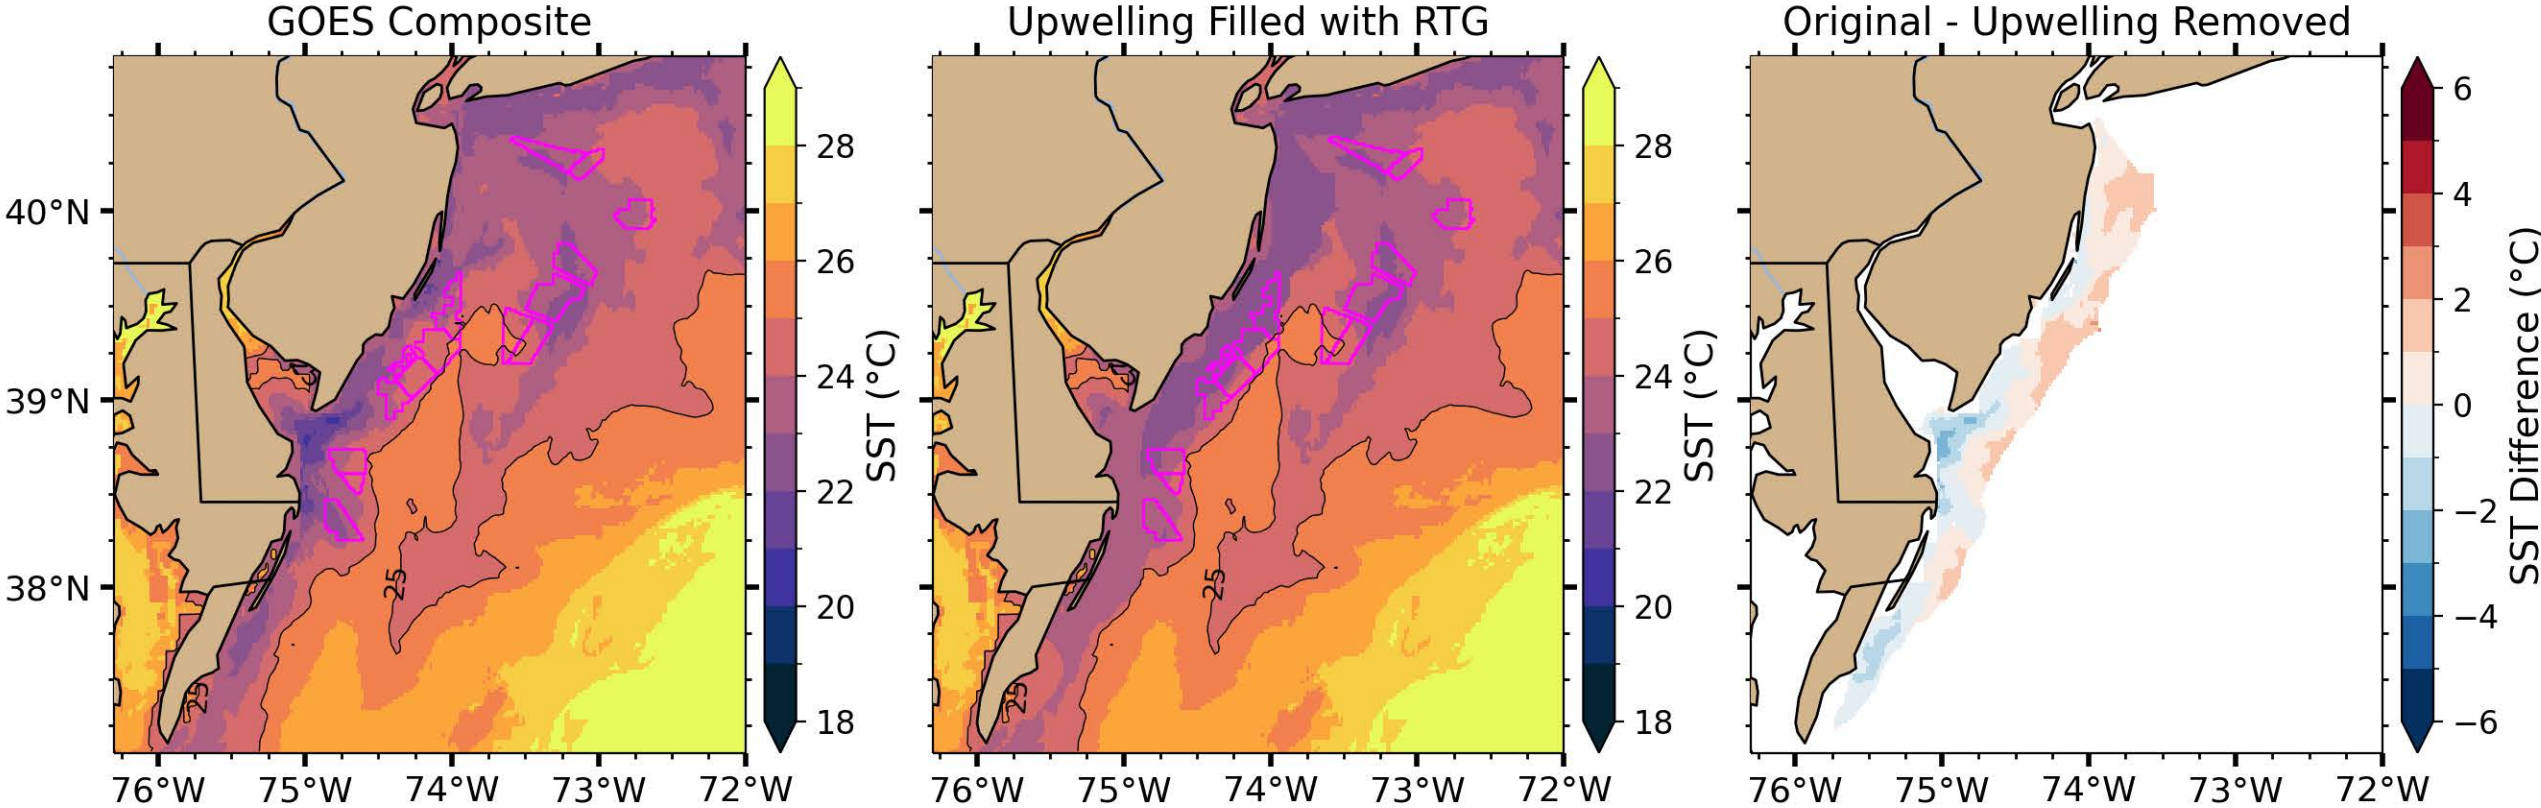 GOES Composite
Upwelling Filled with RTG
Original - Upwelling Removed
40°N
39°N
38°N
76°W
75°W
74°W
73°W
72°W
25
25
28
26
24
22
20
18
SST (°C)
76°W
75°W
74°W
73°W
72°W
25
25
28
26
24
22
20
18
SST (°C)
76°W
75°W
74°W
73°W
72°W
6
4
2
0
−2
−4
−6
SST Difference (°C)